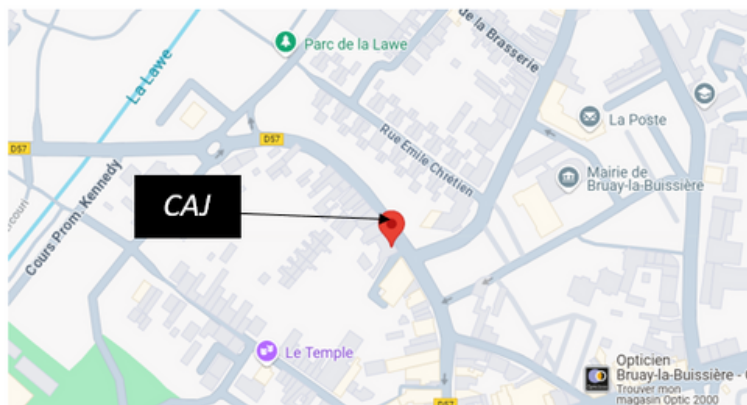 Parc de la Lawe
de la Brasserie
La Lawe
D57
D57
La Poste
Rue Emile Chrétien
Mairie de
Bruay-la-Buissière
CAJ
Cours Prom. Kennedy
Le Temple
Opticien
Bruay-la-Buissière -
Trouver mon
magasin Optic 2000